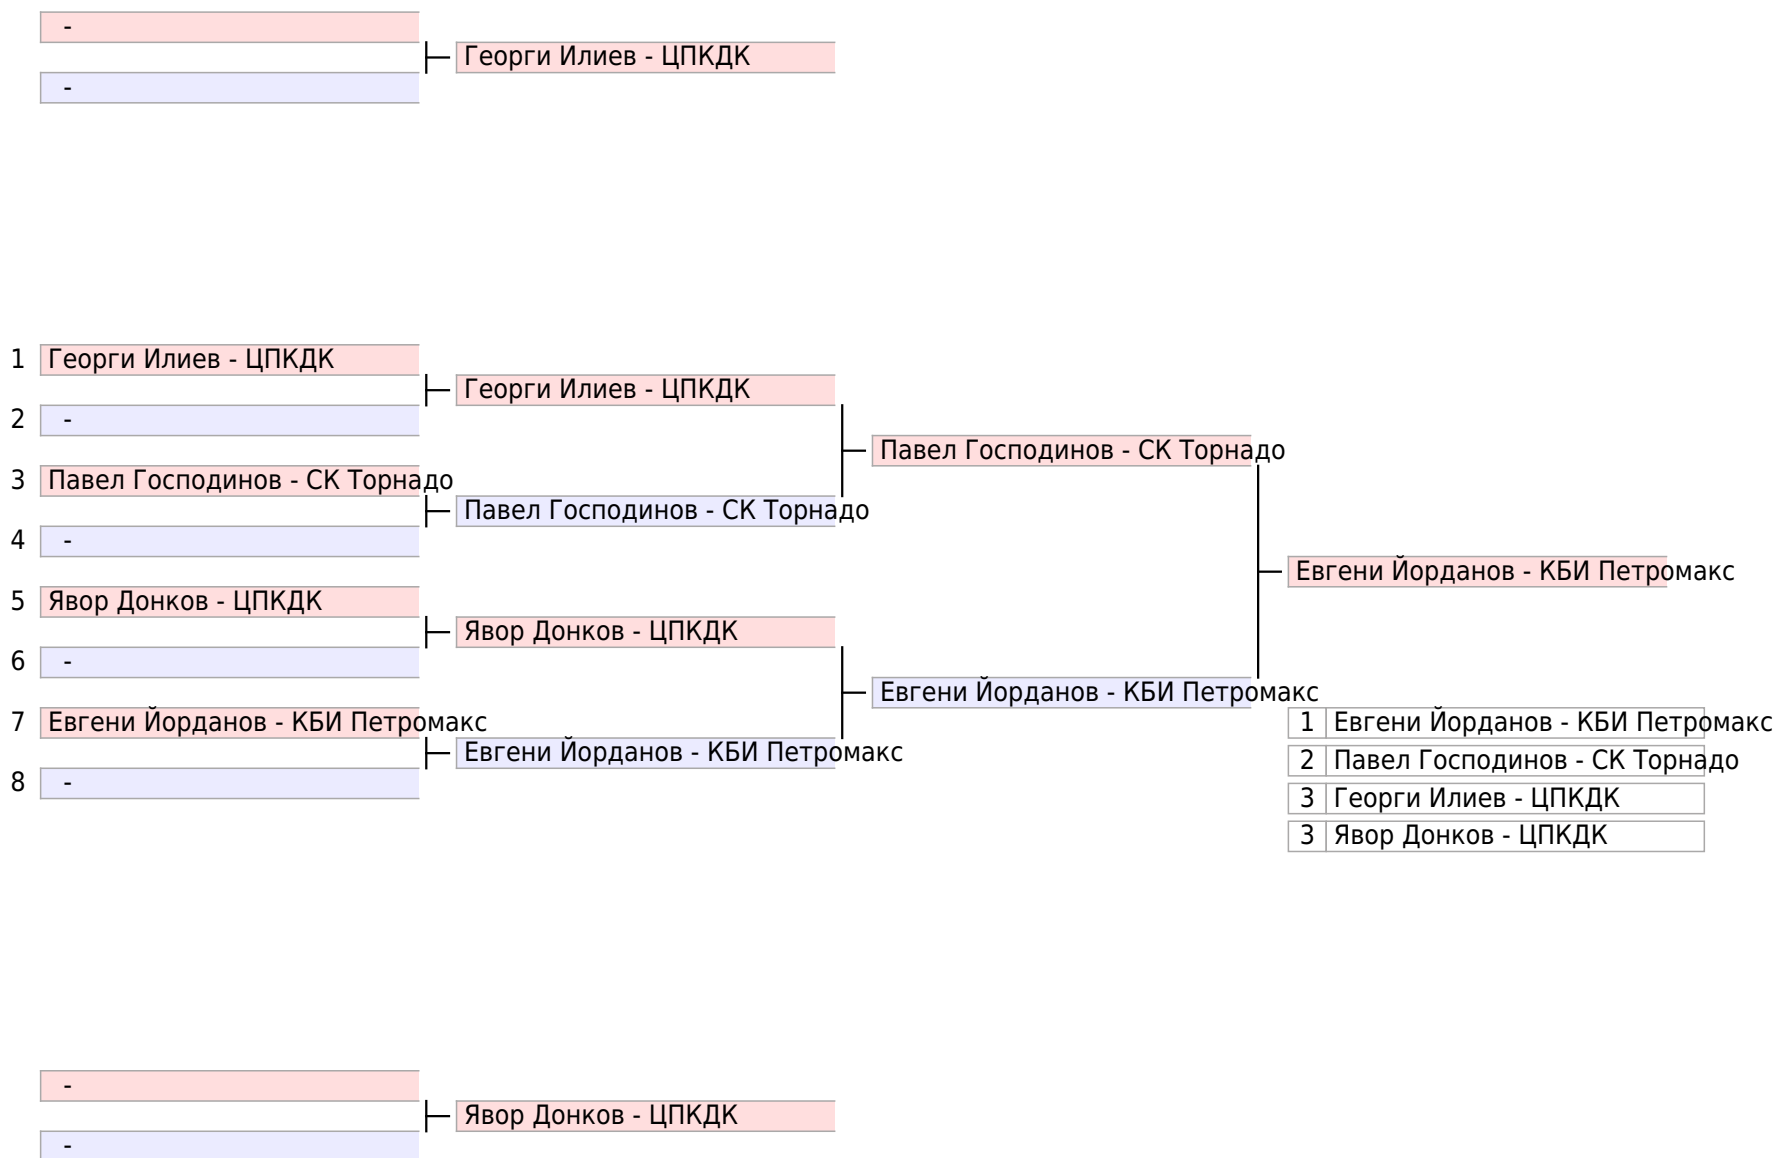 -
Георги Илиев - ЦПКДК
-
1 Георги Илиев - ЦПКДК
Георги Илиев - ЦПКДК
2 -
Павел Господинов - СК Торнадо
3 Павел Господинов - СК Торнадо
Павел Господинов - СК Торнадо
4 -
Евгени Йорданов - КБИ Петромакс
5 Явор Донков - ЦПКДК
Явор Донков - ЦПКДК
6 -
Евгени Йорданов - КБИ Петромакс
7 Евгени Йорданов - КБИ Петромакс
Евгени Йорданов - КБИ Петромакс
8 -
1 Евгени Йорданов - КБИ Петромакс
2 Павел Господинов - СК Торнадо
3 Георги Илиев - ЦПКДК
3 Явор Донков - ЦПКДК
-
Явор Донков - ЦПКДК
-